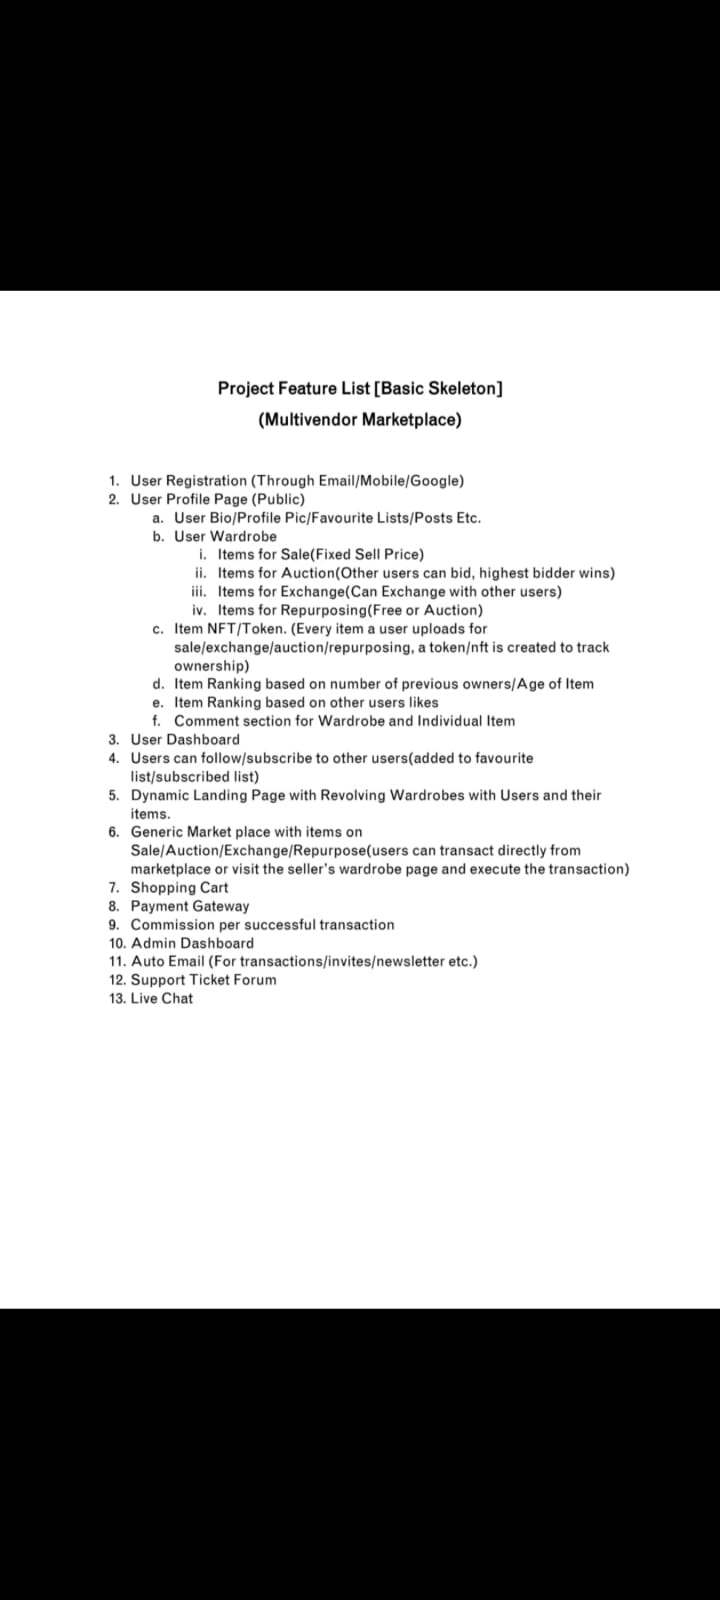 Project Feature List [Basic Skeleton]
(Multivendor Marketplace)
1. User Registration (Through Email/Mobile/Google)
2. User Profile Page (Public)
a. User Bio/Profile Pic/Favourite Lists/Posts Etc.
b. User Wardrobe
i. Items for Sale(Fixed Sell Price)
ii. Items for Auction(Other users can bid, highest bidder wins)
iii. Items for Exchange(Can Exchange with other users)
iv. Items for Repurposing(Free or Auction)
c. Item NFT/Token. (Every item a user uploads for
sale/exchange/auction/repurposing, a token/nft is created to track
ownership)
d. Item Ranking based on number of previous owners/Age of Item
e. Item Ranking based on other users likes
f. Comment section for Wardrobe and Individual Item
3. User Dashboard
4. Users can follow/subscribe to other users(added to favourite
list/subscribed list)
5. Dynamic Landing Page with Revolving Wardrobes with Users and their
items.
6. Generic Market place with items on
Sale/Auction/Exchange/Repurpose(users can transact directly from
marketplace or visit the seller's wardrobe page and execute the transaction)
7. Shopping Cart
8. Payment Gateway
9. Commission per successful transaction
10. Admin Dashboard
11. Auto Email (For transactions/invites/newsletter etc.)
12. Support Ticket Forum
13. Live Chat